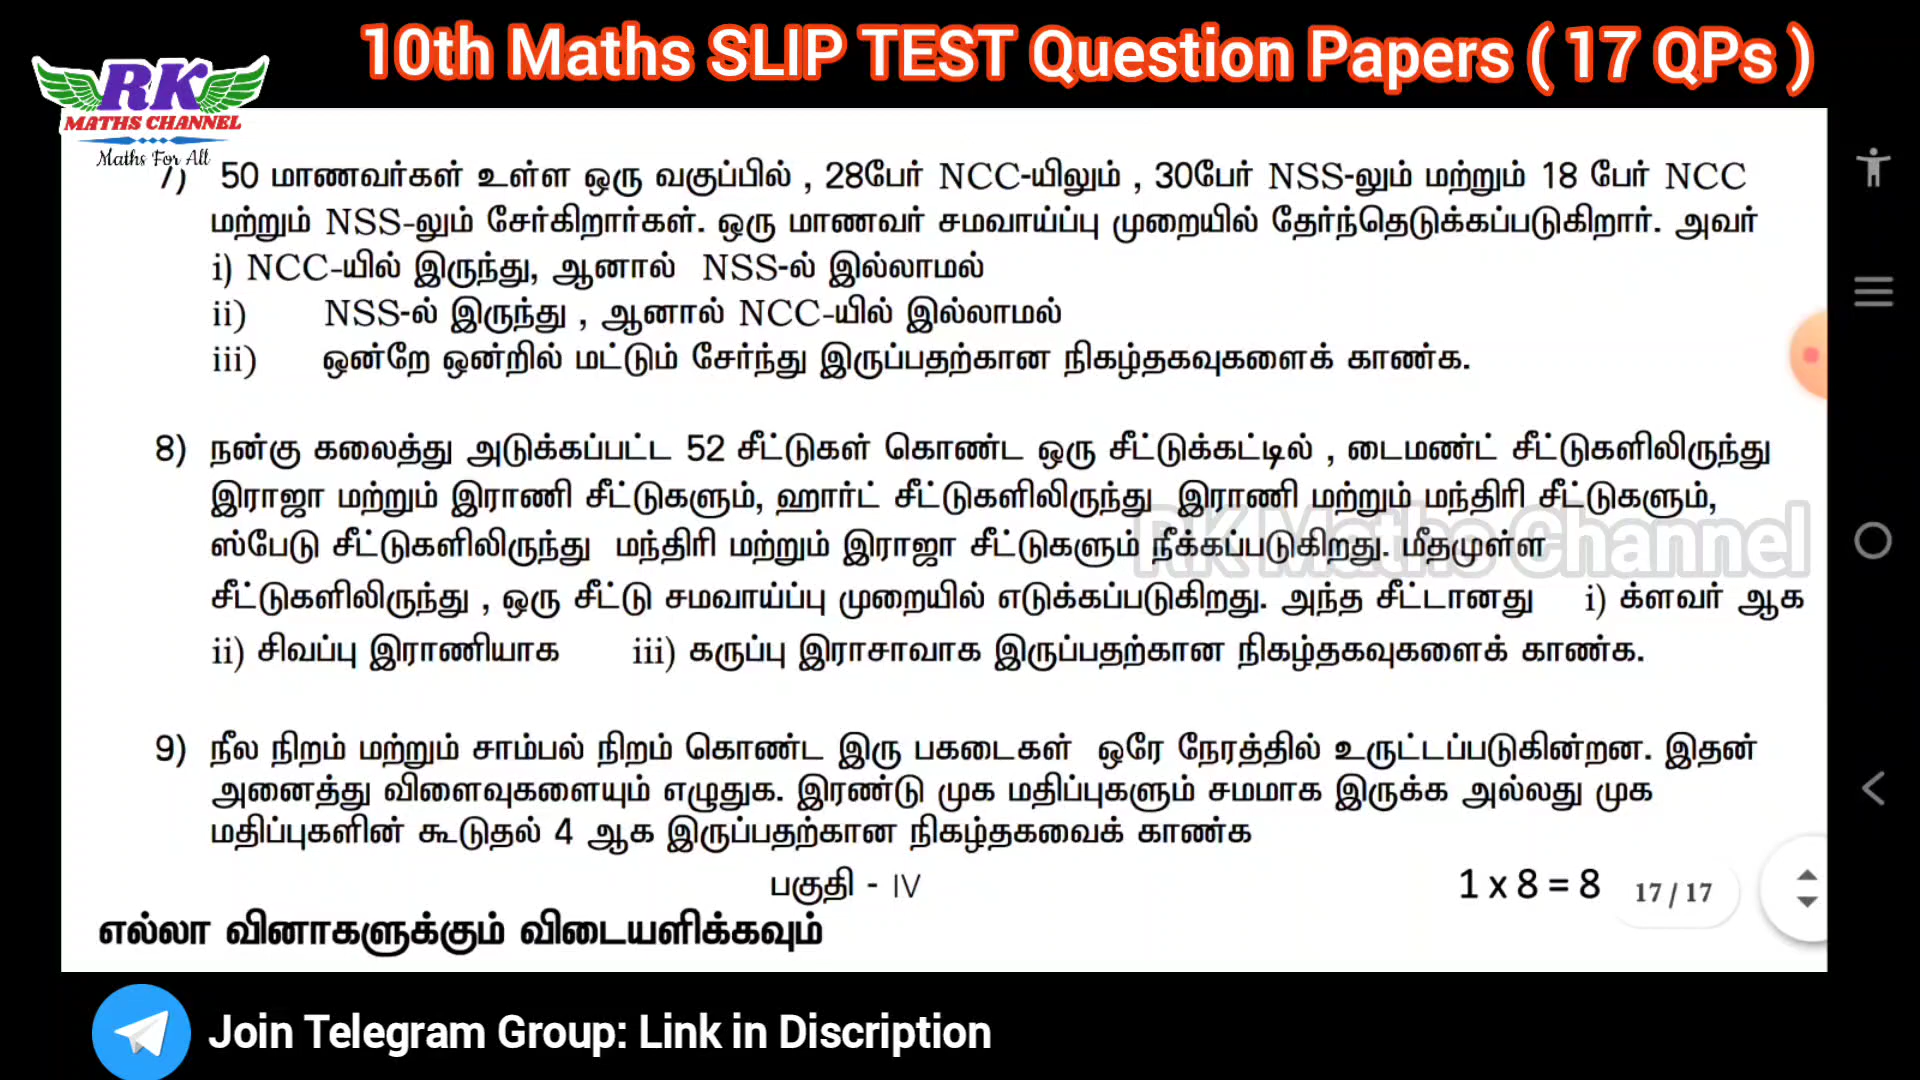 10th Maths SLIP TEST Question Papers ( 17 QPs )
RK
MATHS CHANNEL
Maths For All
7) 50 மாணவர்கள் உள்ள ஒரு வகுப்பில் , 28பேர் NCC-யிலும் , 30பேர் NSS-லும் மற்றும் 18 பேர் NCC
மற்றும் NSS-லும் சேர்கிறார்கள். ஒரு மாணவர் சமவாய்ப்பு முறையில் தேர்ந்தெடுக்கப்படுகிறார். அவர்
i) NCC-யில் இருந்து, ஆனால் NSS-ல் இல்லாமல்
ii) NSS-ல் இருந்து , ஆனால் NCC-யில் இல்லாமல்
iii) ஒன்றே ஒன்றில் மட்டும் சேர்ந்து இருப்பதற்கான நிகழ்தகவுகளைக் காண்க.
8) நன்கு கலைத்து அடுக்கப்பட்ட 52 சீட்டுகள் கொண்ட ஒரு சீட்டுக்கட்டில் , டைமண்ட் சீட்டுகளிலிருந்து
இராஜா மற்றும் இராணி சீட்டுகளும், ஹார்ட் சீட்டுகளிலிருந்து இராணி மற்றும் மந்திரி சீட்டுகளும்,
ஸ்பேடு சீட்டுகளிலிருந்து மந்திரி மற்றும் இராஜா சீட்டுகளும் நீக்கப்படுகிறது. மீதமுள்ள
RK Maths Channel
சீட்டுகளிலிருந்து , ஒரு சீட்டு சமவாய்ப்பு முறையில் எடுக்கப்படுகிறது. அந்த சீட்டானது i) க்ளவர் ஆக
ii) சிவப்பு இராணியாக iii) கருப்பு இராசாவாக இருப்பதற்கான நிகழ்தகவுகளைக் காண்க.
9) நீல நிறம் மற்றும் சாம்பல் நிறம் கொண்ட இரு பகடைகள் ஒரே நேரத்தில் உருட்டப்படுகின்றன. இதன்
அனைத்து விளைவுகளையும் எழுதுக. இரண்டு முக மதிப்புகளும் சமமாக இருக்க அல்லது முக
மதிப்புகளின் கூடுதல் 4 ஆக இருப்பதற்கான நிகழ்தகவைக் காண்க
பகுதி - IV 1 x 8 = 8 17 / 17
எல்லா வினாகளுக்கும் விடையளிக்கவும்
Join Telegram Group: Link in Discription